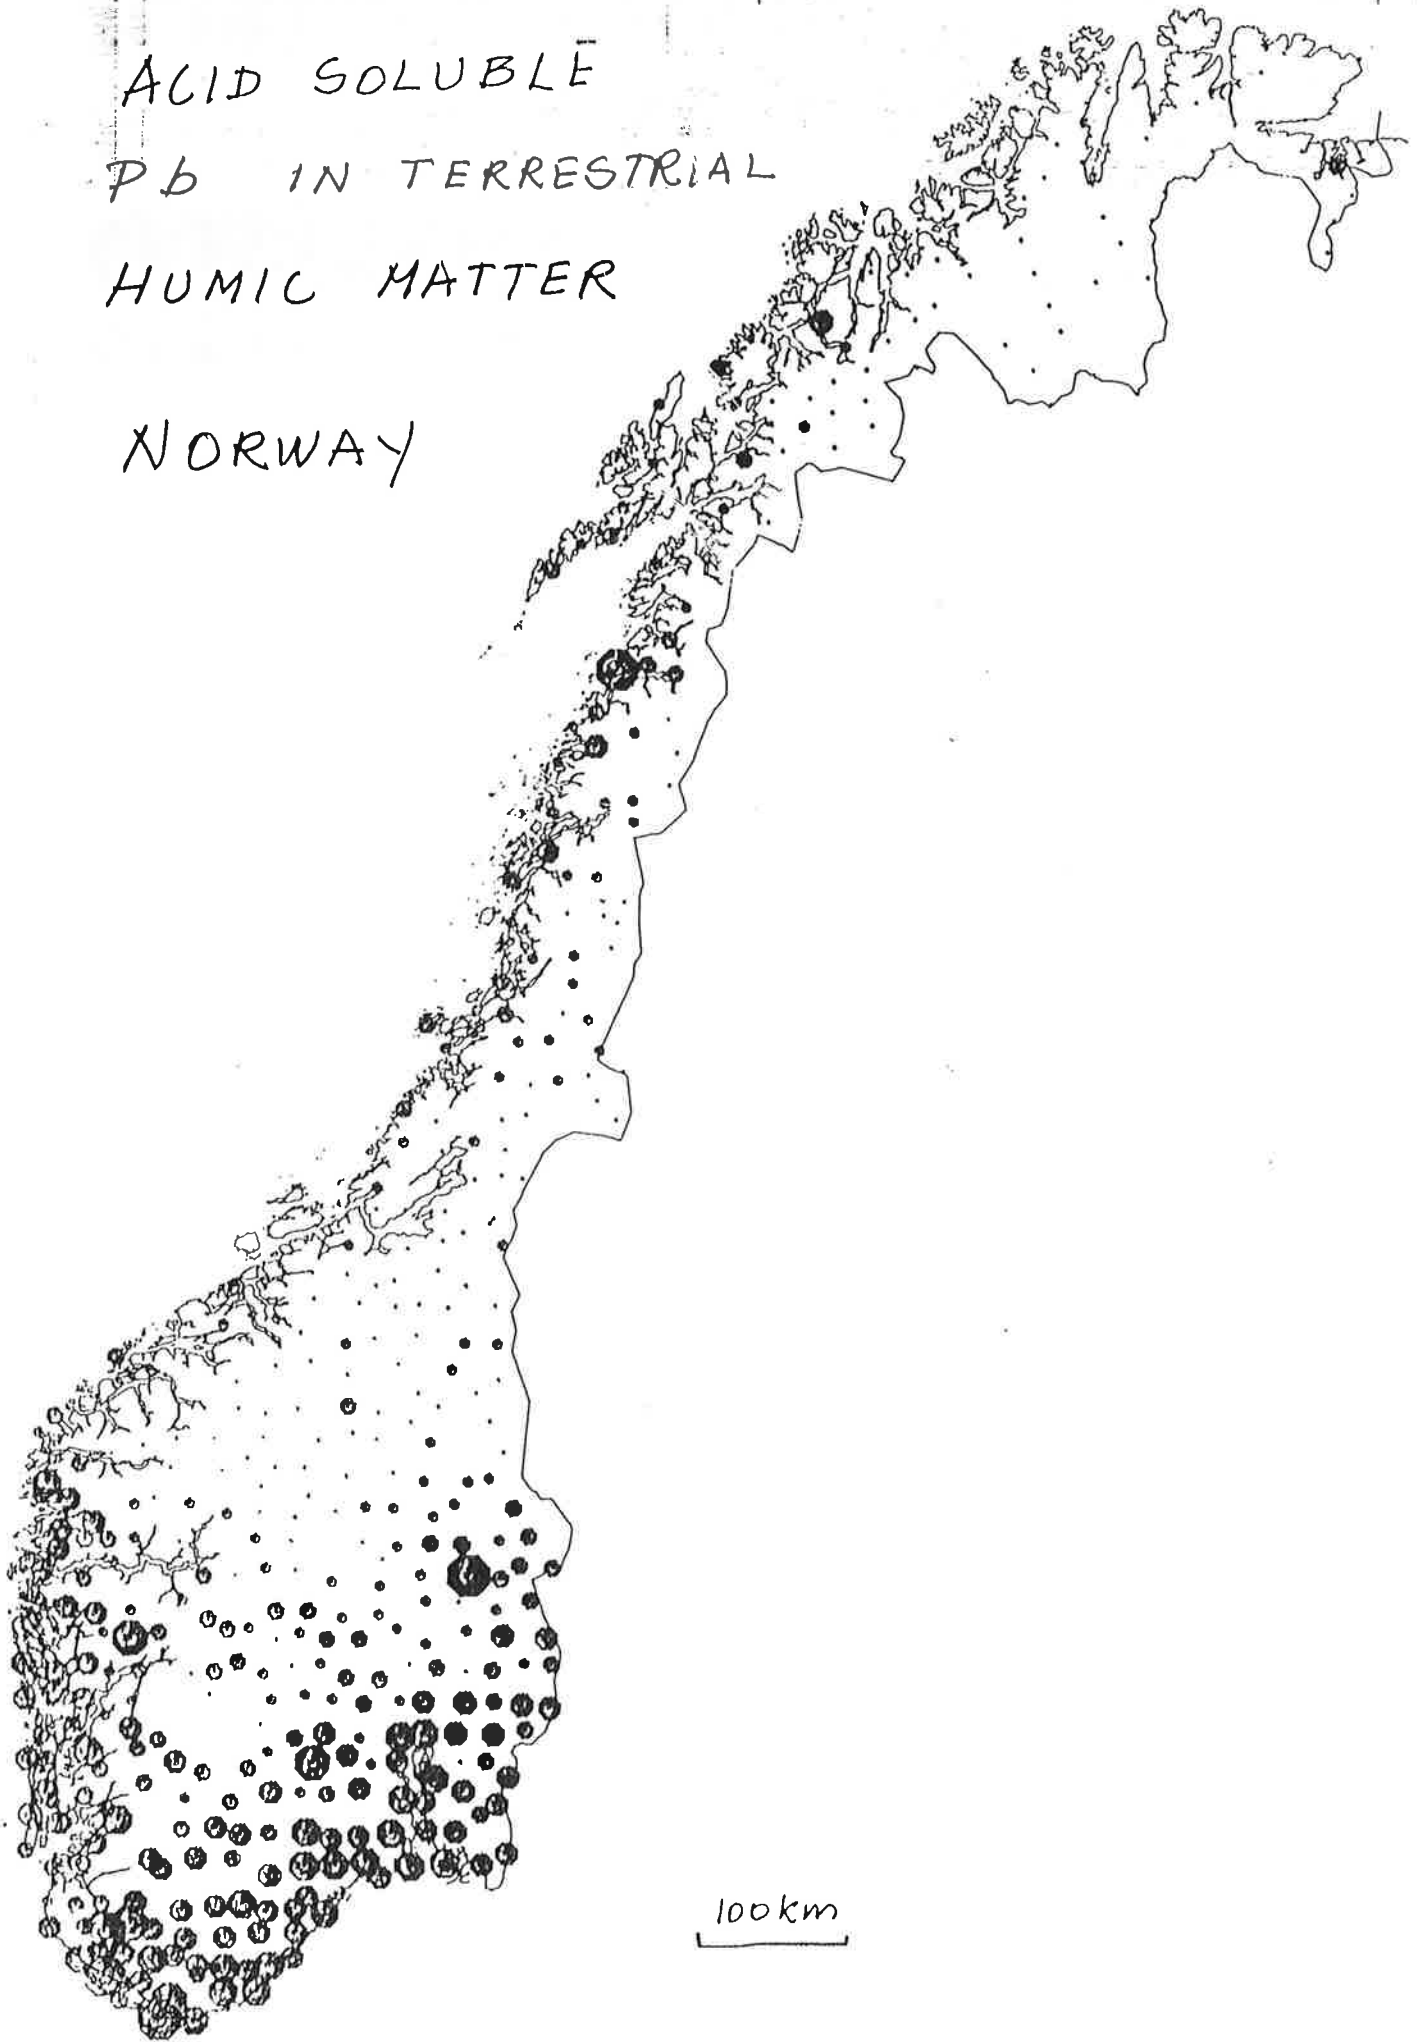 ACID SOLUBLE
Pb IN TERRESTRIAL
HUMIC MATTER
NORWAY
100km